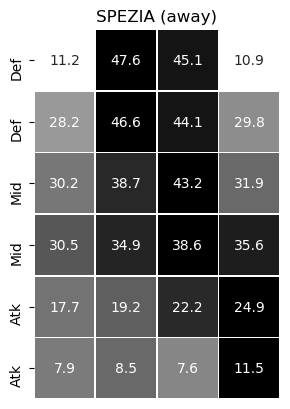 SPEZIA (away)
Def 11.2 47.6 45.1 10.9
Def 28.2 46.6 44.1 29.8
Mid 30.2 38.7 43.2 31.9
Mid 30.5 34.9 38.6 35.6
Atk 17.7 19.2 22.2 24.9
Atk 7.9 8.5 7.6 11.5